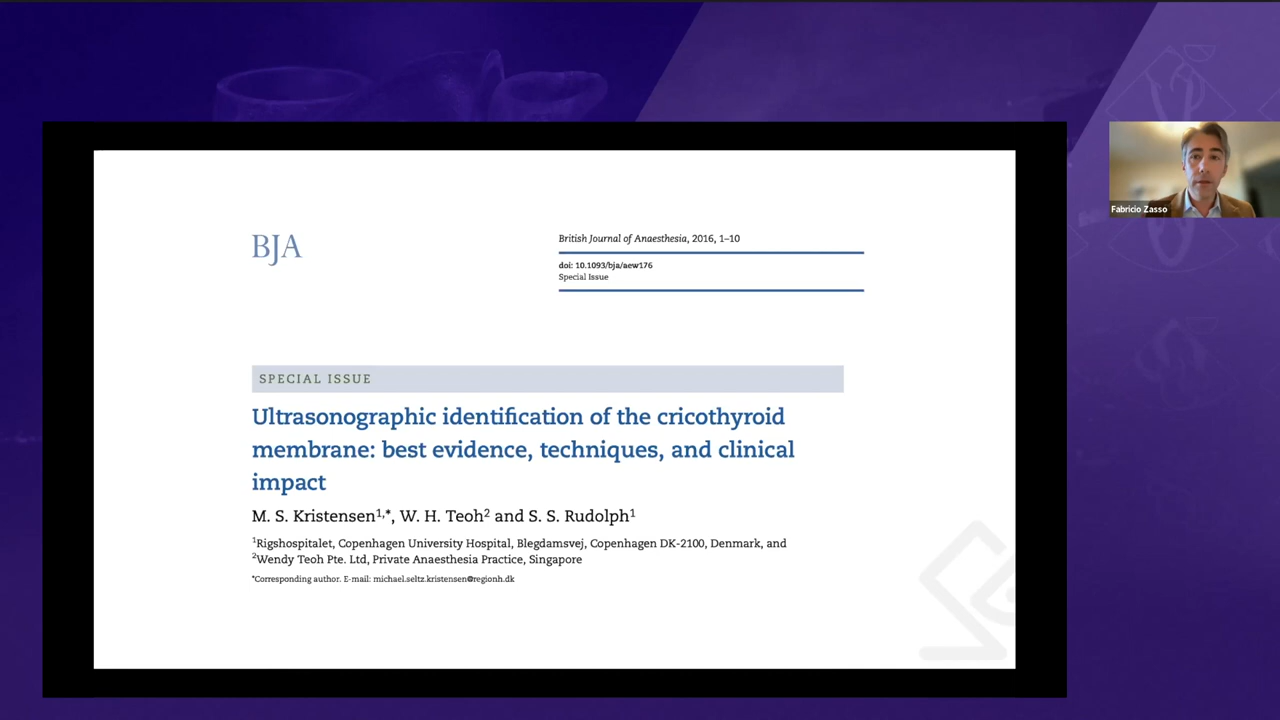 BJA
British Journal of Anaesthesia, 2016, 1–10
doi: 10.1093/bja/aew176
Special Issue
SPECIAL ISSUE
Ultrasonographic identification of the cricothyroid
membrane: best evidence, techniques, and clinical
impact
M. S. Kristensen1,*, W. H. Teoh2 and S. S. Rudolph1
1Rigshospitalet, Copenhagen University Hospital, Blegdamsvej, Copenhagen DK-2100, Denmark, and
2Wendy Teoh Pte. Ltd, Private Anaesthesia Practice, Singapore
*Corresponding author. E-mail: michael.seltz.kristensen@regionh.dk
Fabricio Zasso